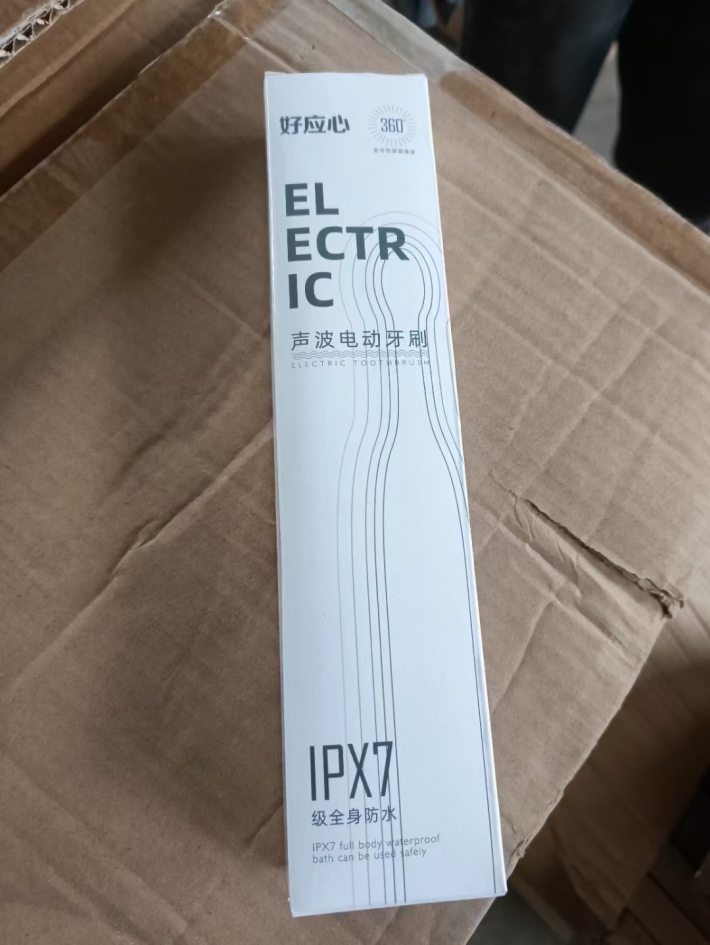 好应心
360°
EL
ECTR
IC
声波电动牙刷
ELECTRIC TOOTHBRUSH
IPX7
级全身防水
IPX7 full body waterproof
bath can be used safely